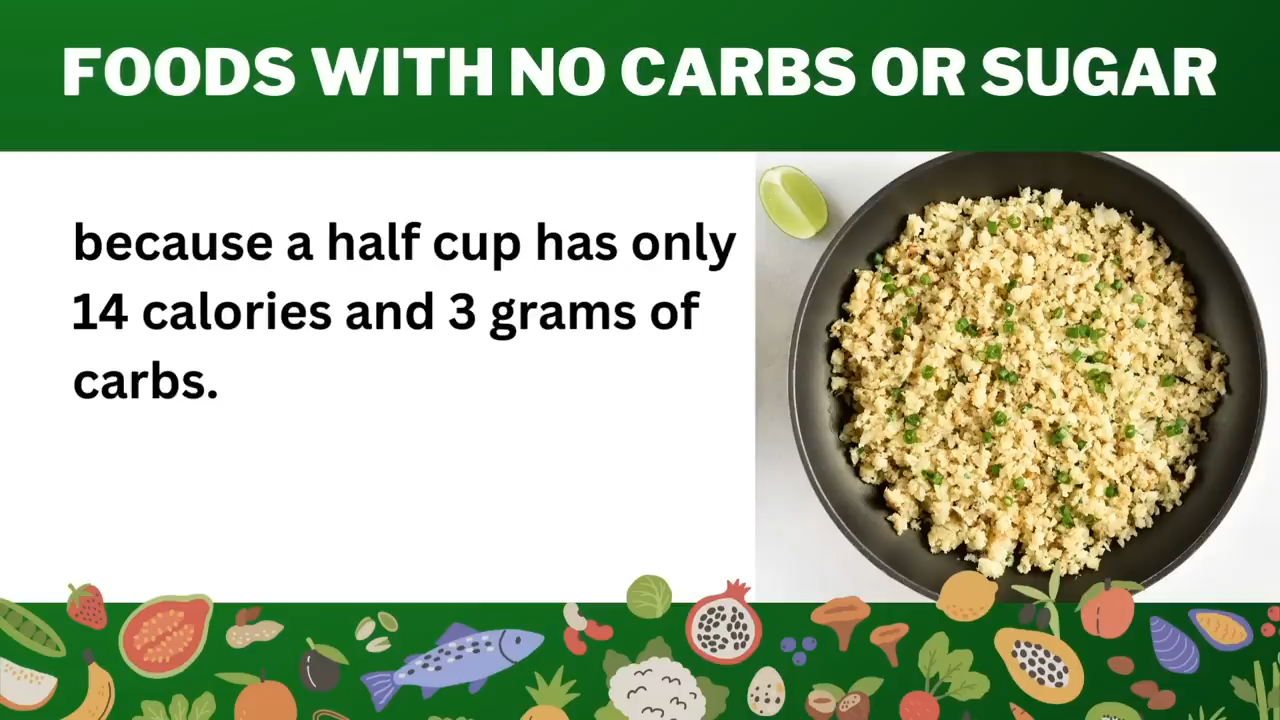 FOODS WITH NO CARBS OR SUGAR
because a half cup has only
14 calories and 3 grams of
carbs.